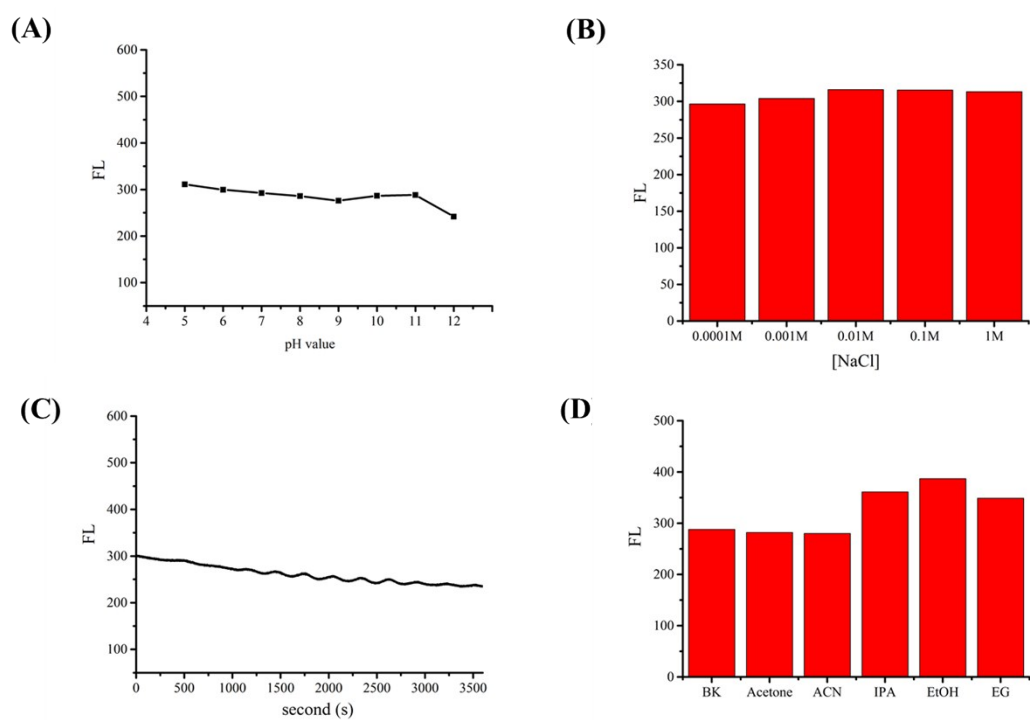 (A)
600
500
400
300
200
100
FL
4 5 6 7 8 9 10 11 12
pH value
(B)
350
300
250
200
150
100
50
0
FL
0.0001M 0.001M 0.01M 0.1M 1M
[NaCl]
(C)
600
500
400
300
200
100
FL
0 500 1000 1500 2000 2500 3000 3500
second (s)
(D
500
400
300
200
100
0
FL
BK Acetone ACN IPA EtOH EG